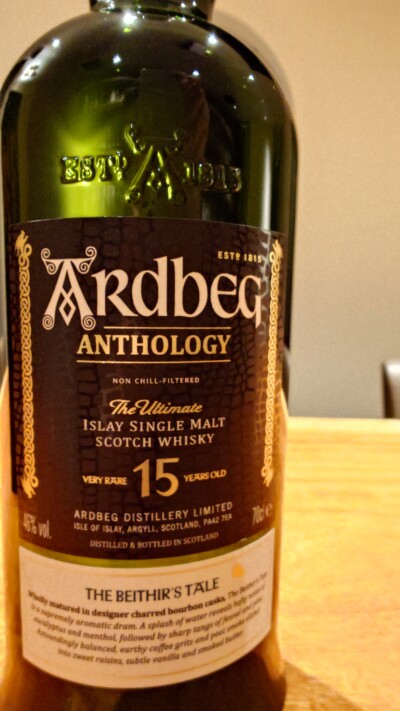 ESTD A 1815
ESTD 1815
ARDBEG
ANTHOLOGY
NON CHILL-FILTERED
The Ultimate
ISLAY SINGLE MALT
SCOTCH WHISKY
VERY RARE 15 YEARS OLD
ARDBEG DISTILLERY LIMITED
ISLE OF ISLAY, ARGYLL, SCOTLAND, PA42 7EA
46% vol. 70cl e
DISTILLED & BOTTLED IN SCOTLAND
THE BEITHIR'S TALE
Wholly matured in designer charred bourbon casks, The Beithir's Tale
is a supremely aromatic dram. A splash of water reveals hefty
eucalyptus and menthol, followed by sharp tangs of fennel and pine
Astoundingly balanced, earthy coffee grits and peat smoke
into sweet raisins, subtle vanilla and smoked butter.